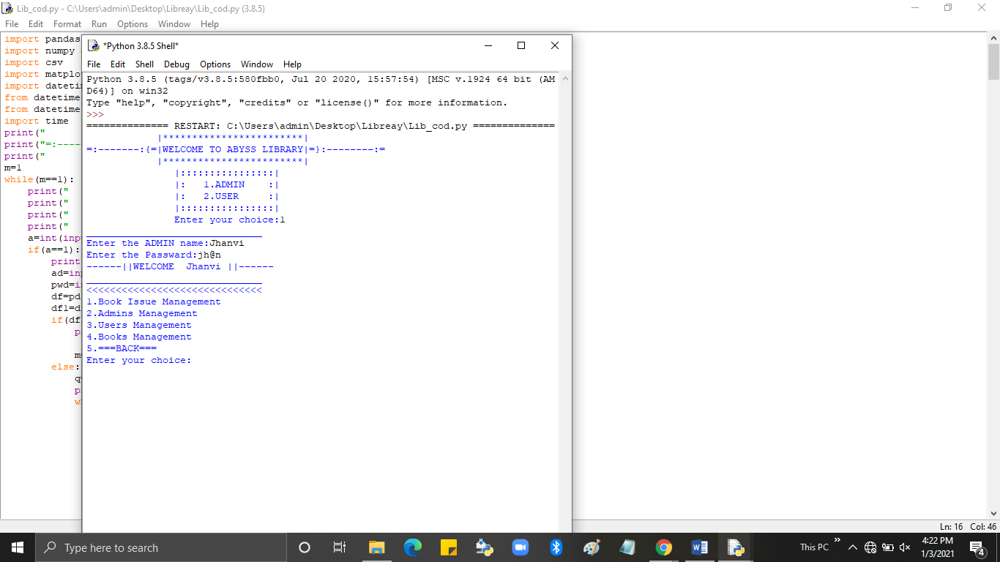 Lib_cod.py - C:\Users\admin\Desktop\Libreay\Lib_cod.py (3.8.5)
File Edit Format Run Options Window Help
import pandas
import numpy
import csv
import matplo
import datetim
from datetime
from datetime
import time
print("
print("=:----
print("
m=1
while(m==1):
    print("
    print("
    print("
    print("
    a=int(inp
    if(a==1):
        print
        ad=inp
        pwd=i
        df=pd
        df1=d
        if(df
            p
            m
        else:
            q
            p
            w
*Python 3.8.5 Shell*
File Edit Shell Debug Options Window Help
Python 3.8.5 (tags/v3.8.5:580fbb0, Jul 20 2020, 15:57:54) [MSC v.1924 64 bit (AM
D64)] on win32
Type "help", "copyright", "credits" or "license()" for more information.
>>>
============== RESTART: C:\Users\admin\Desktop\Libreay\Lib_cod.py ==============
            |************************|
=:-------:{=|WELCOME TO ABYSS LIBRARY|=}:--------:=
            |************************|
               |::::::::::::::::|
               |:   1.ADMIN    :|
               |:   2.USER     :|
               |::::::::::::::::|
               Enter your choice:1
______________________________
Enter the ADMIN name:Jhanvi
Enter the Passward:jh@n
------||WELCOME  Jhanvi ||------
______________________________
<<<<<<<<<<<<<<<<<<<<<<<<<<<<<<
1.Book Issue Management
2.Admins Management
3.Users Management
4.Books Management
5.===BACK===
Enter your choice:
Ln: 16 Col: 46
Type here to search
This PC
4:22 PM
1/3/2021
4